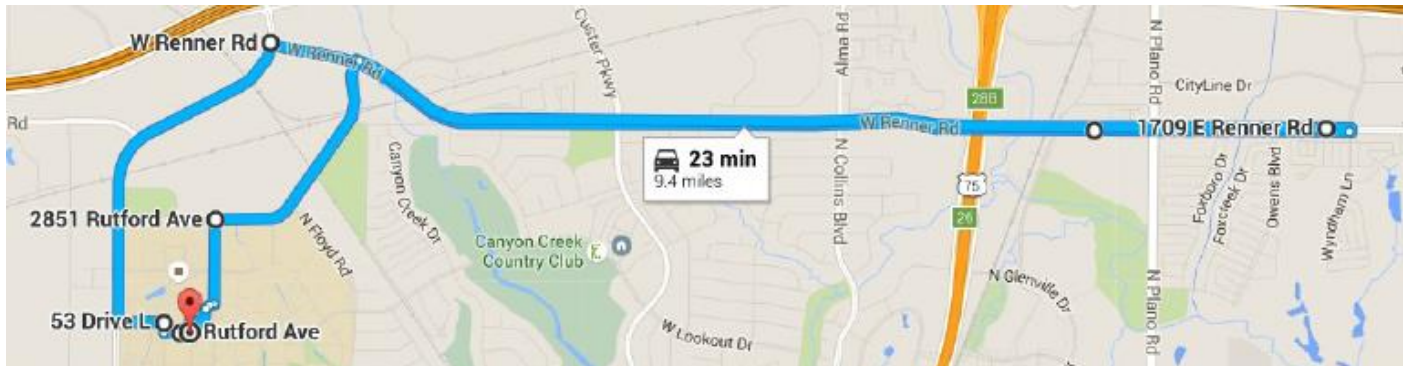 W Renner Rd
W Renner Rd
Custer Pkwy
Alma Rd
28B
N Plano Rd
CityLine Dr
Rd
W Renner Rd
1709 E Renner Rd
23 min
9.4 miles
75
26
Canyon Creek Dr
N Collins Blvd
Foxboro Dr
Foxcreek Dr
Owens Blvd
Wyndham Ln
2851 Rutford Ave
N Floyd Rd
Canyon Creek
Country Club
N Glenville Dr
N Plano Rd
53 Drive L
Rutford Ave
W Lookout Dr